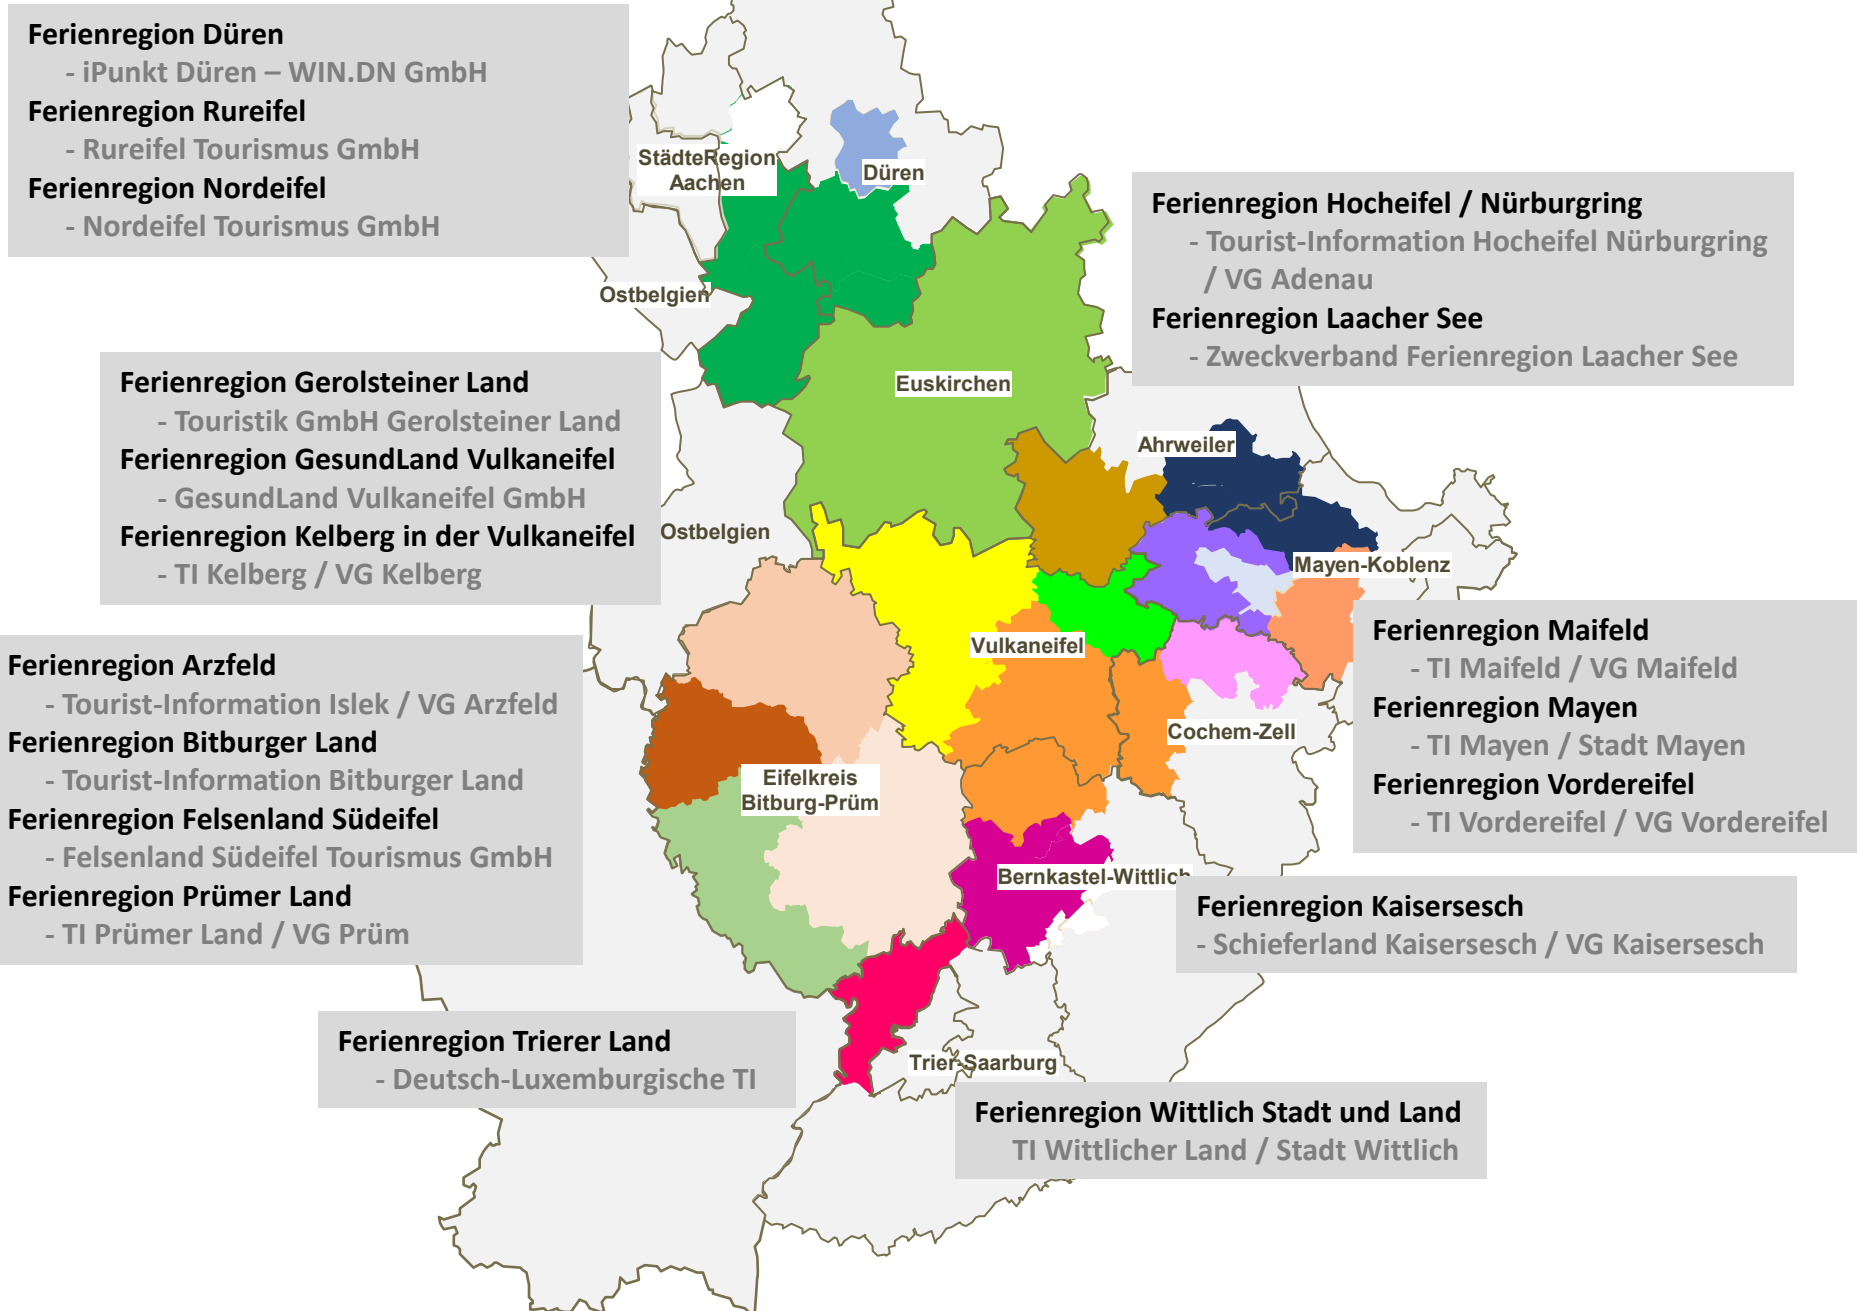 Ferienregion Düren
- iPunkt Düren – WIN.DN GmbH
Ferienregion Rureifel
- Rureifel Tourismus GmbH
Ferienregion Nordeifel
- Nordeifel Tourismus GmbH
StädteRegion
Aachen
Düren
Ostbelgien
Ferienregion Hocheifel / Nürburgring
- Tourist-Information Hocheifel Nürburgring
/ VG Adenau
Ferienregion Laacher See
- Zweckverband Ferienregion Laacher See
Ferienregion Gerolsteiner Land
- Touristik GmbH Gerolsteiner Land
Ferienregion GesundLand Vulkaneifel
- GesundLand Vulkaneifel GmbH
Ferienregion Kelberg in der Vulkaneifel
- TI Kelberg / VG Kelberg
Euskirchen
Ahrweiler
Ostbelgien
Mayen-Koblenz
Vulkaneifel
Cochem-Zell
Eifelkreis
Bitburg-Prüm
Ferienregion Arzfeld
- Tourist-Information Islek / VG Arzfeld
Ferienregion Bitburger Land
- Tourist-Information Bitburger Land
Ferienregion Felsenland Südeifel
- Felsenland Südeifel Tourismus GmbH
Ferienregion Prümer Land
- TI Prümer Land / VG Prüm
Ferienregion Maifeld
- TI Maifeld / VG Maifeld
Ferienregion Mayen
- TI Mayen / Stadt Mayen
Ferienregion Vordereifel
- TI Vordereifel / VG Vordereifel
Bernkastel-Wittlich
Ferienregion Kaisersesch
- Schieferland Kaisersesch / VG Kaisersesch
Ferienregion Trierer Land
- Deutsch-Luxemburgische TI
Trier-Saarburg
Ferienregion Wittlich Stadt und Land
TI Wittlicher Land / Stadt Wittlich